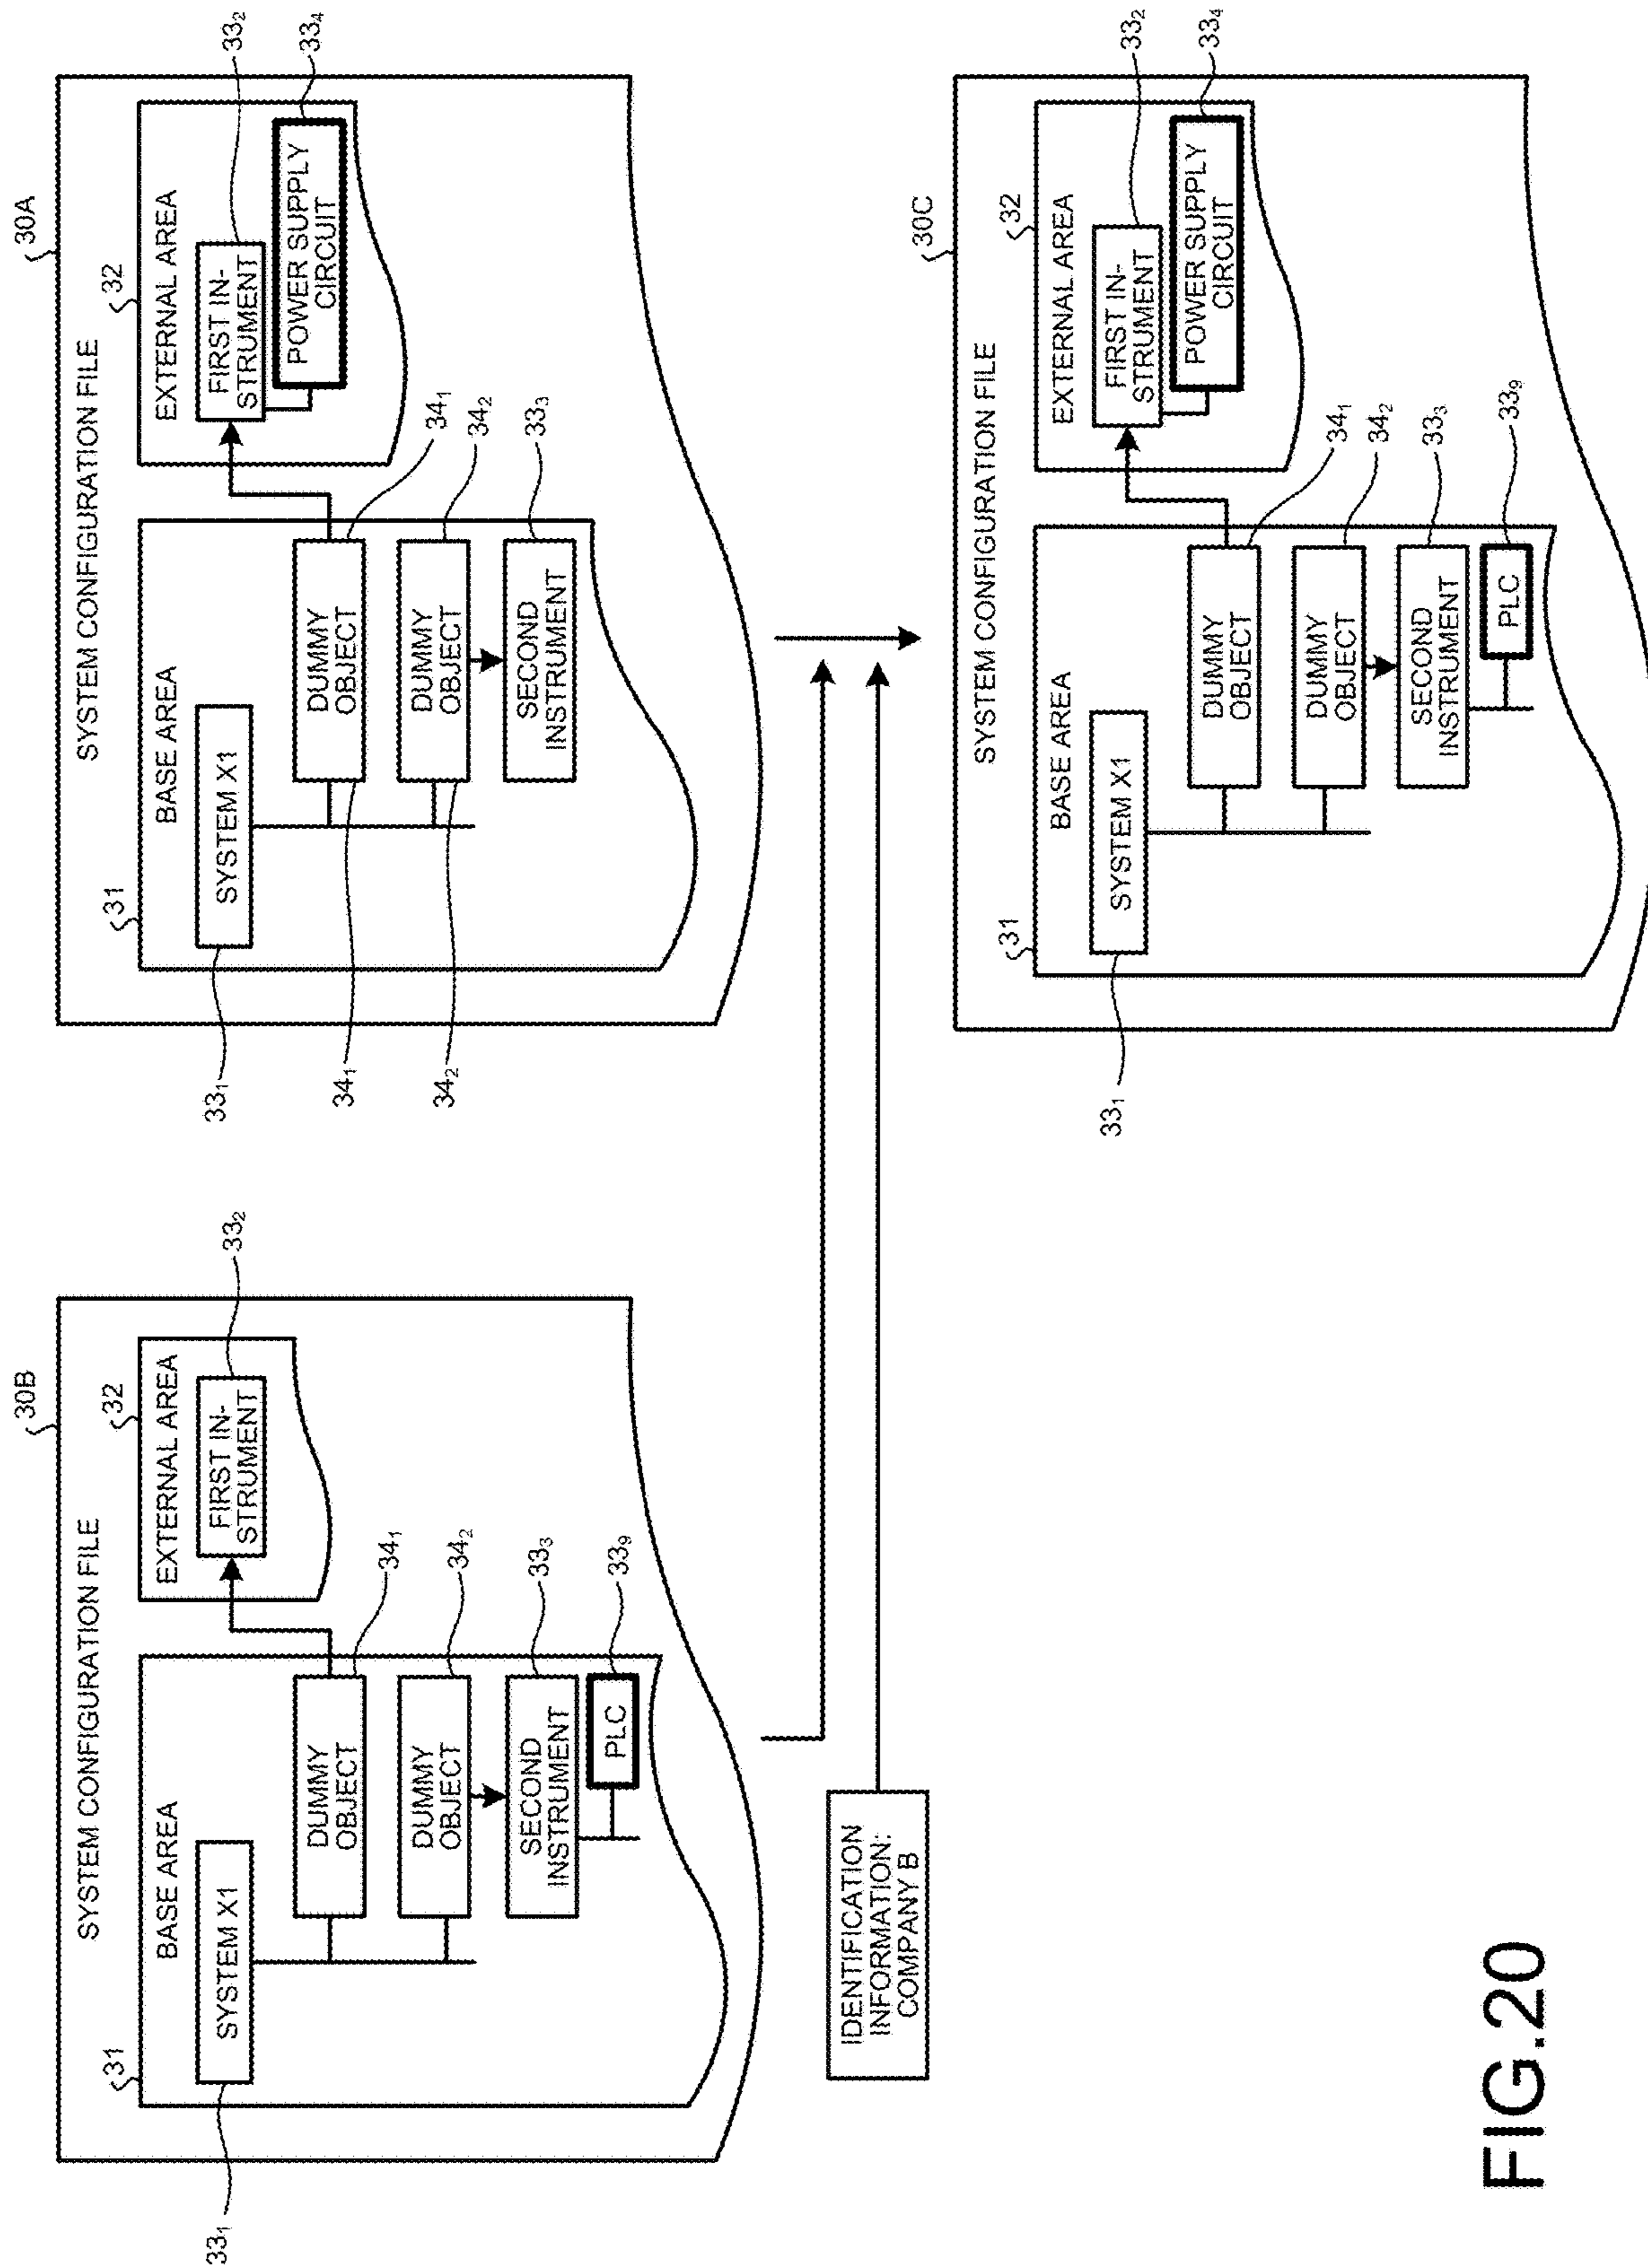 30B
SYSTEM CONFIGURATION FILE
31
BASE AREA
32
EXTERNAL AREA
33₁
SYSTEM X1
FIRST IN-
STRUMENT
33₂
DUMMY
OBJECT
34₁
DUMMY
OBJECT
34₂
SECOND
INSTRUMENT
33₃
PLC
33₉
IDENTIFICATION
INFORMATION:
COMPANY B
30A
SYSTEM CONFIGURATION FILE
31
BASE AREA
32
EXTERNAL AREA
33₁
SYSTEM X1
FIRST IN-
STRUMENT
33₂
POWER SUPPLY
CIRCUIT
33₄
34₁
DUMMY
OBJECT
34₁
34₂
DUMMY
OBJECT
34₂
SECOND
INSTRUMENT
33₃
30C
SYSTEM CONFIGURATION FILE
31
BASE AREA
32
EXTERNAL AREA
33₁
SYSTEM X1
FIRST IN-
STRUMENT
33₂
POWER SUPPLY
CIRCUIT
33₄
DUMMY
OBJECT
34₁
DUMMY
OBJECT
34₂
SECOND
INSTRUMENT
33₃
PLC
33₉
FIG.20